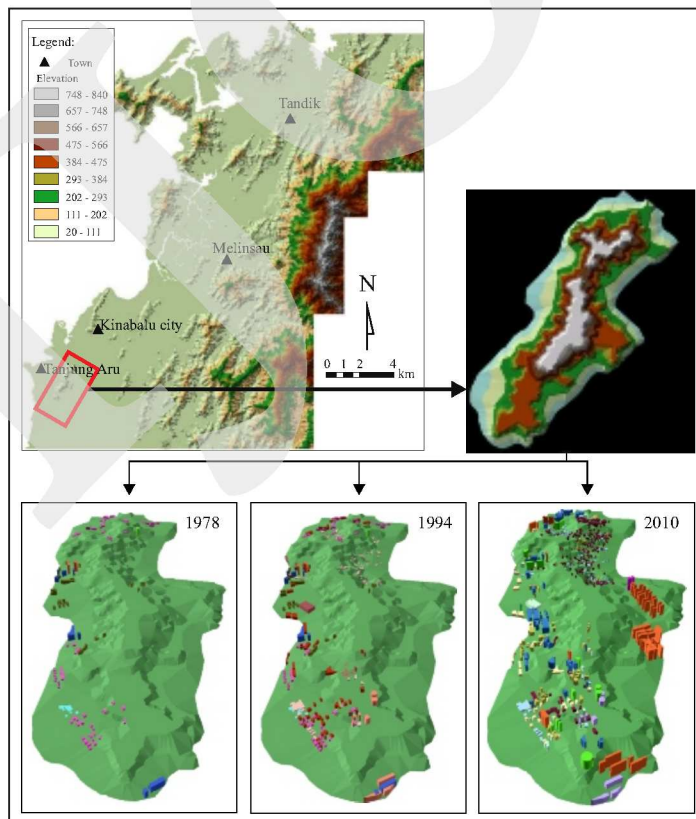 Legend:
Town
Elevation
748 - 840
657 - 748
566 - 657
475 - 566
384 - 475
293 - 384
202 - 293
111 - 202
20 - 111
Tandik
Melinsau
N
Kinabalu city
Tanjung Aru
0 1 2 4
km
1978
1994
2010